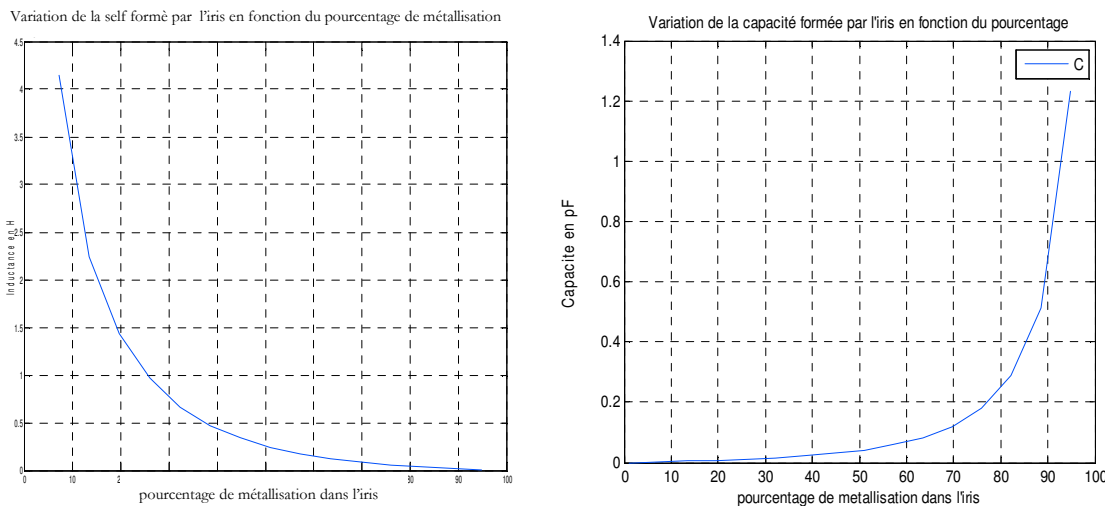 Variation de la self formè par l'iris en fonction du pourcentage de métallisation
4.5
4
3.5
3
2.5
2
1.5
1
0.5
0
Inductance en H
0 10 2 80 90 100
pourcentage de métallisation dans l'iris
Variation de la capacité formée par l'iris en fonction du pourcentage
1.4
1.2
1
0.8
0.6
0.4
0.2
0
C
Capacite en pF
0 10 20 30 40 50 60 70 80 90 100
pourcentage de metallisation dans l'iris